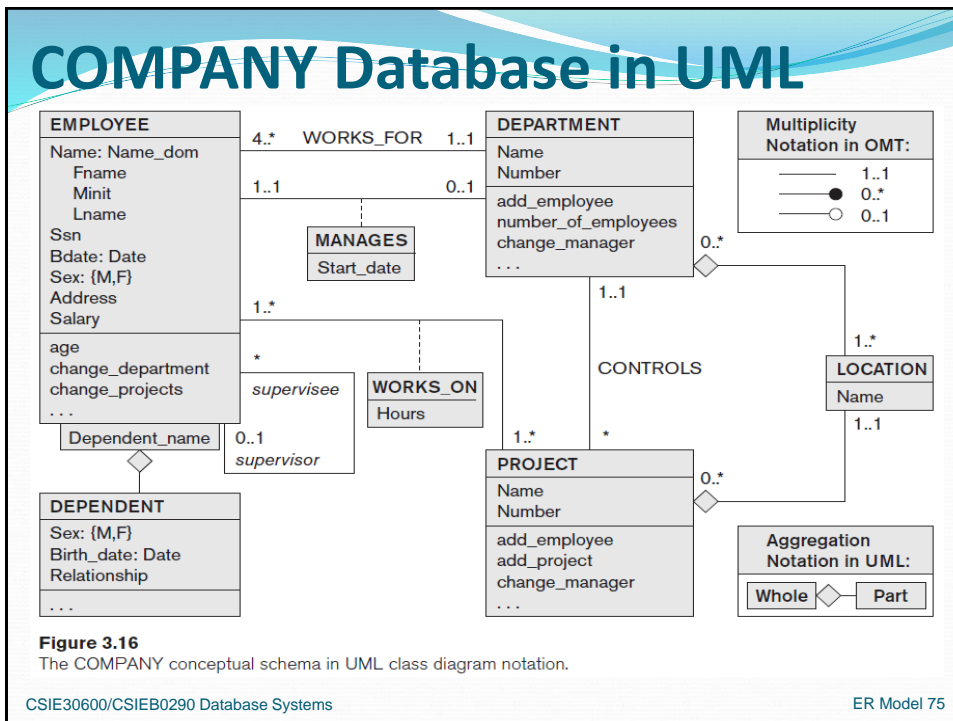 COMPANY Database in UML
EMPLOYEE
Name: Name_dom
Fname
Minit
Lname
Ssn
Bdate: Date
Sex: {M,F}
Address
Salary
age
change_department
change_projects
. . .
Dependent_name
DEPENDENT
Sex: {M,F}
Birth_date: Date
Relationship
. . .
4..* WORKS_FOR 1..1
1..1 0..1
MANAGES
Start_date
1..*
*
supervisee
0..1
supervisor
WORKS_ON
Hours
1..*
DEPARTMENT
Name
Number
add_employee
number_of_employees
change_manager
. . .
0..*
1..1
CONTROLS
*
PROJECT
Name
Number
add_employee
add_project
change_manager
. . .
0..*
Multiplicity
Notation in OMT:
1..1
0..*
0..1
1..*
LOCATION
Name
1..1
Aggregation
Notation in UML:
Whole Part
Figure 3.16
The COMPANY conceptual schema in UML class diagram notation.
CSIE30600/CSIEB0290 Database Systems
ER Model 75